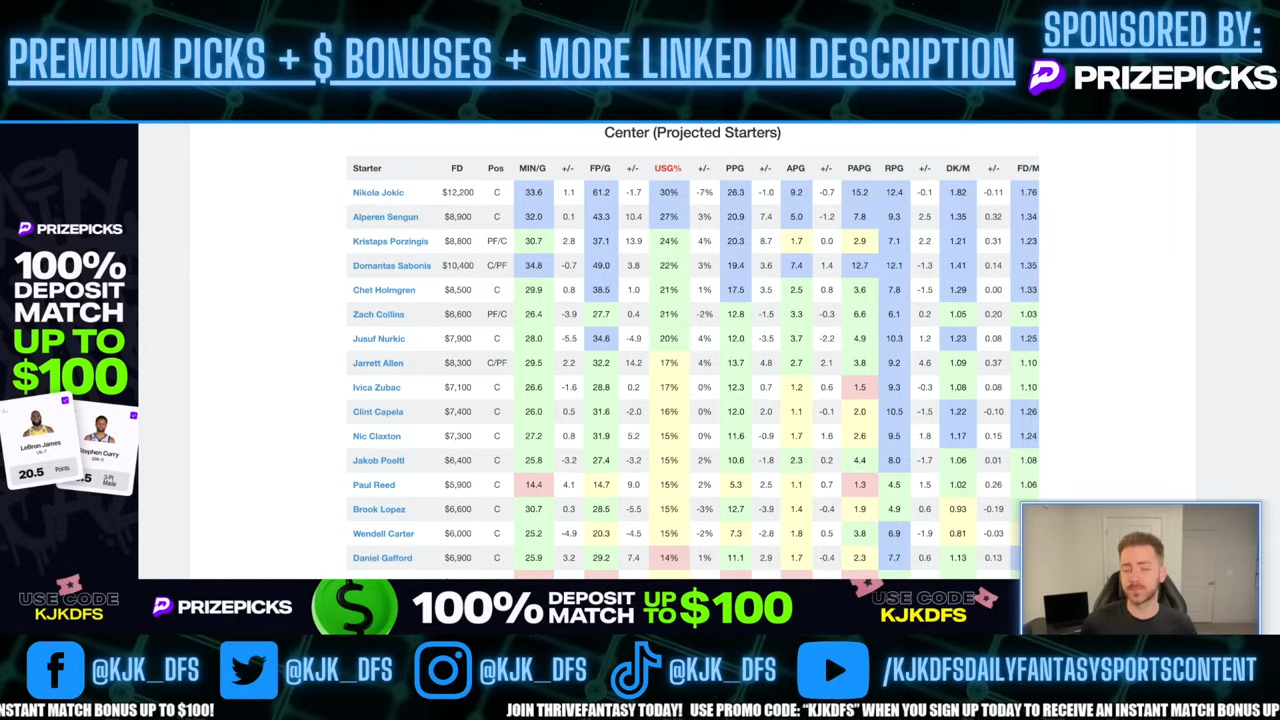 PREMIUM PICKS + $ BONUSES + MORE LINKED IN DESCRIPTION
SPONSORED BY:
PRIZEPICKS
Center (Projected Starters)
Starter FD Pos MIN/G +/- FP/G +/- USG% +/- PPG +/- APG +/- PAPG RPG +/- DK/M +/- FD/M
Nikola Jokic $12,200 C 33.6 1.1 61.2 -1.7 30% -7% 26.3 -1.0 9.2 -0.7 15.2 12.4 -0.1 1.82 -0.11 1.76
Alperen Sengun $8,900 C 32.0 0.1 43.3 10.4 27% 3% 20.9 7.4 5.0 -1.2 7.8 9.3 2.5 1.35 0.32 1.34
Kristaps Porzingis $8,800 PF/C 30.7 2.8 37.1 13.9 24% 4% 20.3 8.7 1.7 0.0 2.9 7.1 2.2 1.21 0.31 1.23
Domantas Sabonis $10,400 C/PF 34.8 -0.7 49.0 3.8 22% 3% 19.4 3.6 7.4 1.4 12.7 12.1 -1.3 1.41 0.14 1.35
Chet Holmgren $8,500 C 29.9 0.8 38.5 1.0 21% 1% 17.5 3.5 2.5 0.8 3.6 7.8 -1.5 1.29 0.00 1.33
Zach Collins $6,600 PF/C 26.4 -3.9 27.7 0.4 21% -2% 12.8 -1.5 3.3 -0.3 6.6 6.1 0.2 1.05 0.20 1.03
Jusuf Nurkic $7,900 C 28.0 -5.5 34.6 -4.9 20% 4% 12.0 -3.5 3.7 -2.2 4.9 10.3 1.2 1.23 0.08 1.25
Jarrett Allen $8,300 C/PF 29.5 2.2 32.2 14.2 17% 4% 13.7 4.8 2.7 2.1 3.8 9.2 4.6 1.09 0.37 1.10
Ivica Zubac $7,100 C 26.6 -1.6 28.8 0.2 17% 0% 12.3 0.7 1.2 0.6 1.5 9.3 -0.3 1.08 0.08 1.10
Clint Capela $7,400 C 26.0 0.5 31.6 -2.0 16% 0% 12.0 2.0 1.1 -0.1 2.0 10.5 -1.5 1.22 -0.10 1.26
Nic Claxton $7,300 C 27.2 0.8 31.9 5.2 15% 0% 11.6 -0.9 1.7 1.6 2.6 9.5 1.8 1.17 0.15 1.24
Jakob Poeltl $6,400 C 25.8 -3.2 27.4 -3.2 15% 2% 10.6 -1.8 2.3 0.2 4.4 8.0 -1.7 1.06 0.01 1.08
Paul Reed $5,900 C 14.4 4.1 14.7 9.0 15% 2% 5.3 2.5 1.1 0.7 1.3 4.5 1.5 1.02 0.26 1.06
Brook Lopez $6,600 C 30.7 0.3 28.5 -5.5 15% -3% 12.7 -3.9 1.4 -0.4 1.9 4.9 0.6 0.93 -0.19
Wendell Carter $6,000 C 25.2 -4.9 20.3 -4.5 15% -2% 7.3 -2.8 1.8 0.5 3.8 6.9 -1.9 0.81 -0.03
Daniel Gafford $6,900 C 25.9 3.2 29.2 7.4 14% 1% 11.1 2.9 1.7 -0.4 2.3 7.7 0.6 1.13 0.13
PRIZEPICKS
100%
DEPOSIT
MATCH
UP TO
$100
LeBron James
20.5 Points
Stephen Curry
.5 3-Pt Made
USE CODE
KJKDFS
PRIZEPICKS
100% DEPOSIT MATCH UP TO $100
USE CODE
KJKDFS
@KJK_DFS @KJK_DFS @KJK_DFS @KJK_DFS /KJKDFSDAILYFANTASYSPORTSCONTENT
NSTANT MATCH BONUS UP TO $100! JOIN THRIVEFANTASY TODAY! USE PROMO CODE: "KJKDFS" WHEN YOU SIGN UP TODAY TO RECEIVE AN INSTANT MATCH BONUS UP